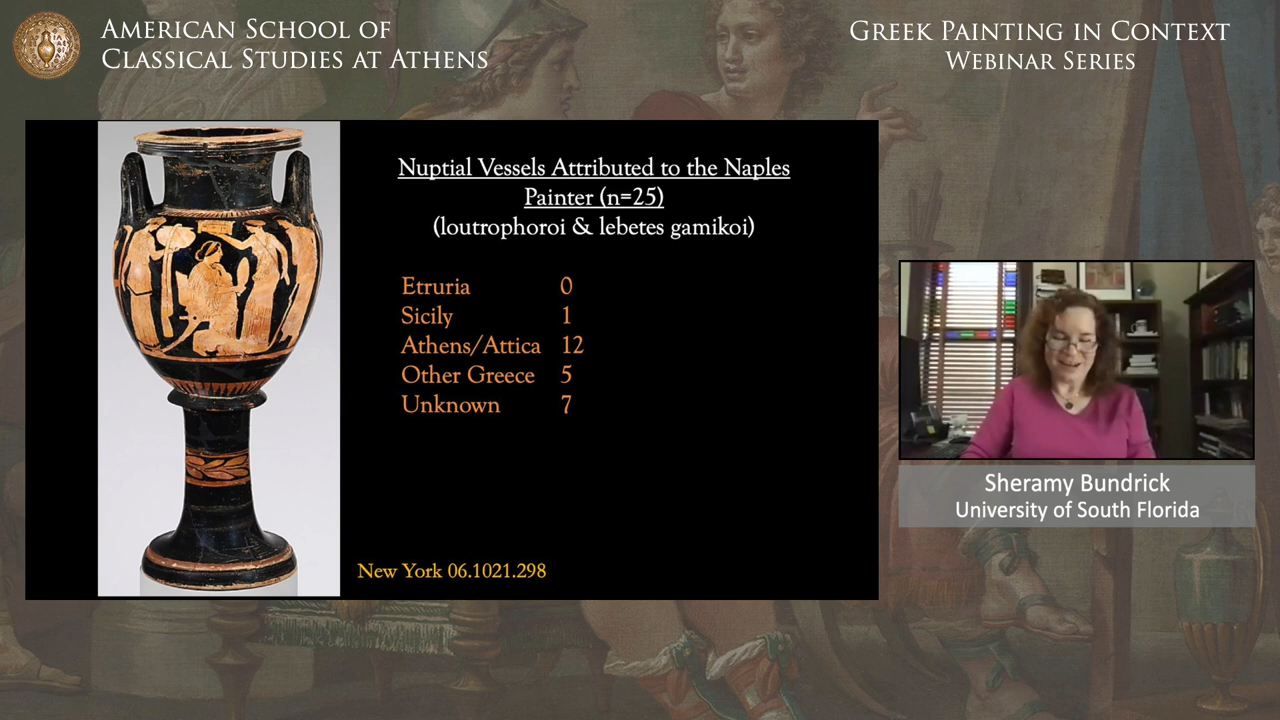 AMERICAN SCHOOL OF
CLASSICAL STUDIES AT ATHENS
GREEK PAINTING IN CONTEXT
WEBINAR SERIES
Nuptial Vessels Attributed to the Naples
Painter (n=25)
(loutrophoroi & lebetes gamikoi)
Etruria 0
Sicily 1
Athens/Attica 12
Other Greece 5
Unknown 7
New York 06.1021.298
Sheramy Bundrick
University of South Florida